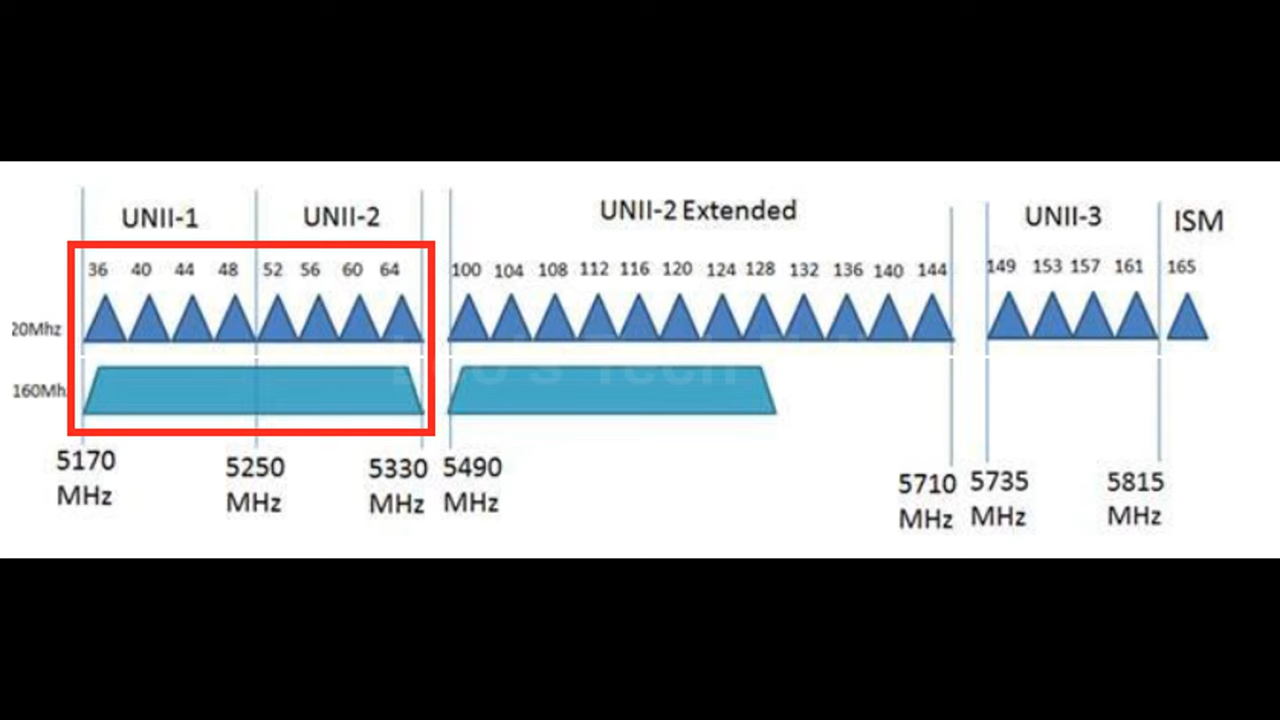 UNII-1 UNII-2 UNII-2 Extended UNII-3 ISM
36 40 44 48 52 56 60 64 100 104 108 112 116 120 124 128 132 136 140 144 149 153 157 161 165
20Mhz
160Mh
5170 MHz
5250 MHz
5330 MHz
5490 MHz
5710 MHz
5735 MHz
5815 MHz